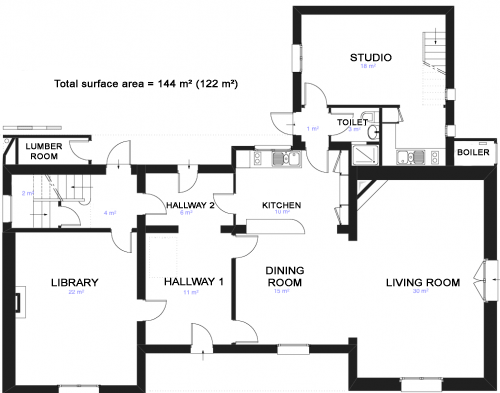 STUDIO
18 m²
Total surface area = 144 m² (122 m²)
TOILET
1 m²
3 m²
LUMBER
ROOM
BOILER
2 m²
4 m²
HALLWAY 2
6 m²
KITCHEN
10 m²
LIBRARY
22 m²
HALLWAY 1
11 m²
DINING
ROOM
15 m²
LIVING ROOM
30 m²